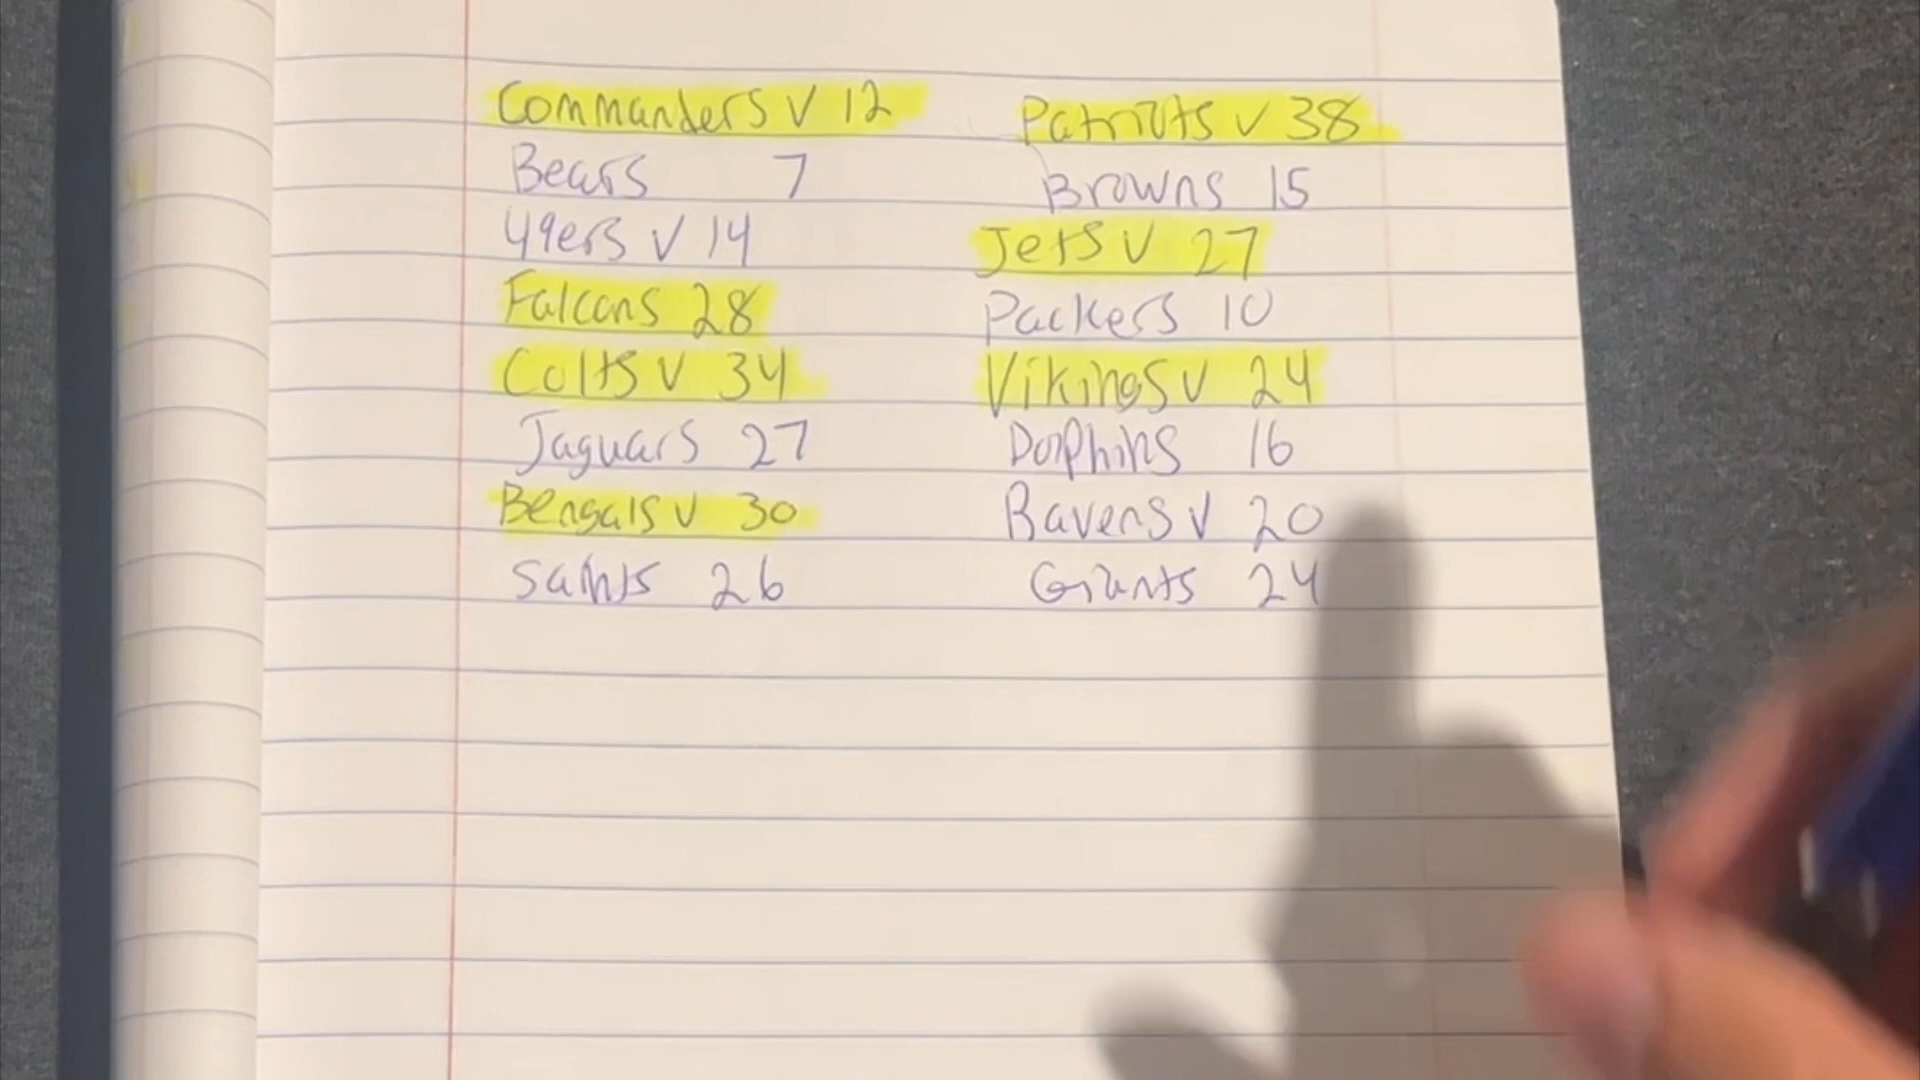 Commanders v 12
Bears 7
49ers v 14
Falcons 28
Colts v 34
Jaguars 27
Bengals v 30
Saints 26
Patriots v 38
Browns 15
Jets v 27
Packers 10
Vikings v 24
Dolphins 16
Ravens v 20
Giants 24